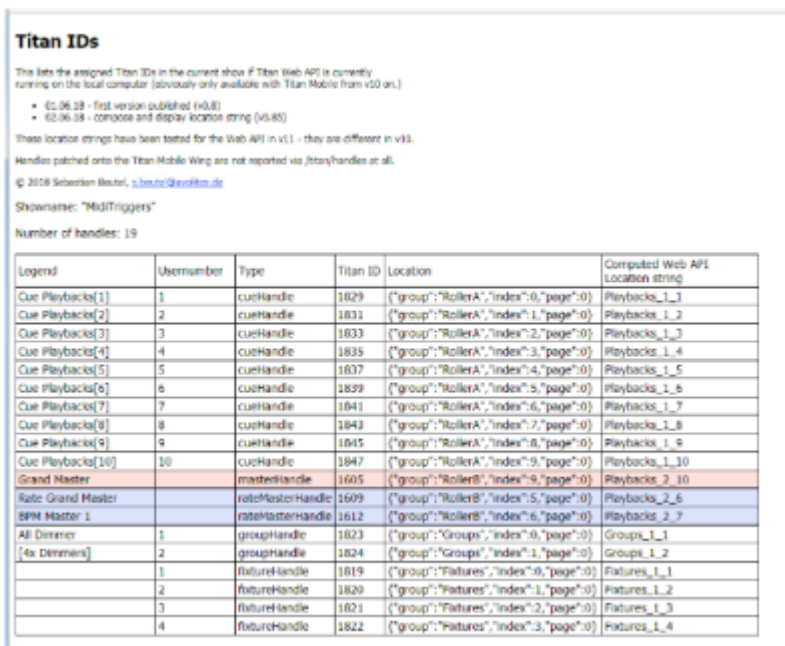 Titan IDs
This lists the assigned Titan IDs in the current show if Titan Web API is currently
running on the local computer (obviously only available with Titan Mobile from v10 on.)
01.06.18 - first version published (v0.8)
02.06.18 - compose and display location string (v0.85)
These location strings have been tested for the Web API in v11 - they are different in v10.
Handles patched onto the Titan Mobile Wing are not reported via /titan/handles at all.
© 2018 Sebastian Beutel, s.beutel@avolites.de
Showname: "MidiTriggers"
Number of handles: 19
Legend Usernumber Type Titan ID Location Computed Web API
Location string
Cue Playbacks[1] 1 cueHandle 1829 {"group":"RollerA","index":0,"page":0} Playbacks_1_1
Cue Playbacks[2] 2 cueHandle 1831 {"group":"RollerA","index":1,"page":0} Playbacks_1_2
Cue Playbacks[3] 3 cueHandle 1833 {"group":"RollerA","index":2,"page":0} Playbacks_1_3
Cue Playbacks[4] 4 cueHandle 1835 {"group":"RollerA","index":3,"page":0} Playbacks_1_4
Cue Playbacks[5] 5 cueHandle 1837 {"group":"RollerA","index":4,"page":0} Playbacks_1_5
Cue Playbacks[6] 6 cueHandle 1839 {"group":"RollerA","index":5,"page":0} Playbacks_1_6
Cue Playbacks[7] 7 cueHandle 1841 {"group":"RollerA","index":6,"page":0} Playbacks_1_7
Cue Playbacks[8] 8 cueHandle 1843 {"group":"RollerA","index":7,"page":0} Playbacks_1_8
Cue Playbacks[9] 9 cueHandle 1845 {"group":"RollerA","index":8,"page":0} Playbacks_1_9
Cue Playbacks[10] 10 cueHandle 1847 {"group":"RollerA","index":9,"page":0} Playbacks_1_10
Grand Master masterHandle 1605 {"group":"RollerB","index":9,"page":0} Playbacks_2_10
Rate Grand Master rateMasterHandle 1609 {"group":"RollerB","index":5,"page":0} Playbacks_2_6
BPM Master 1 rateMasterHandle 1612 {"group":"RollerB","index":6,"page":0} Playbacks_2_7
All Dimmer 1 groupHandle 1823 {"group":"Groups","index":0,"page":0} Groups_1_1
[4x Dimmers] 2 groupHandle 1824 {"group":"Groups","index":1,"page":0} Groups_1_2
1 fixtureHandle 1819 {"group":"Fixtures","index":0,"page":0} Fixtures_1_1
2 fixtureHandle 1820 {"group":"Fixtures","index":1,"page":0} Fixtures_1_2
3 fixtureHandle 1821 {"group":"Fixtures","index":2,"page":0} Fixtures_1_3
4 fixtureHandle 1822 {"group":"Fixtures","index":3,"page":0} Fixtures_1_4